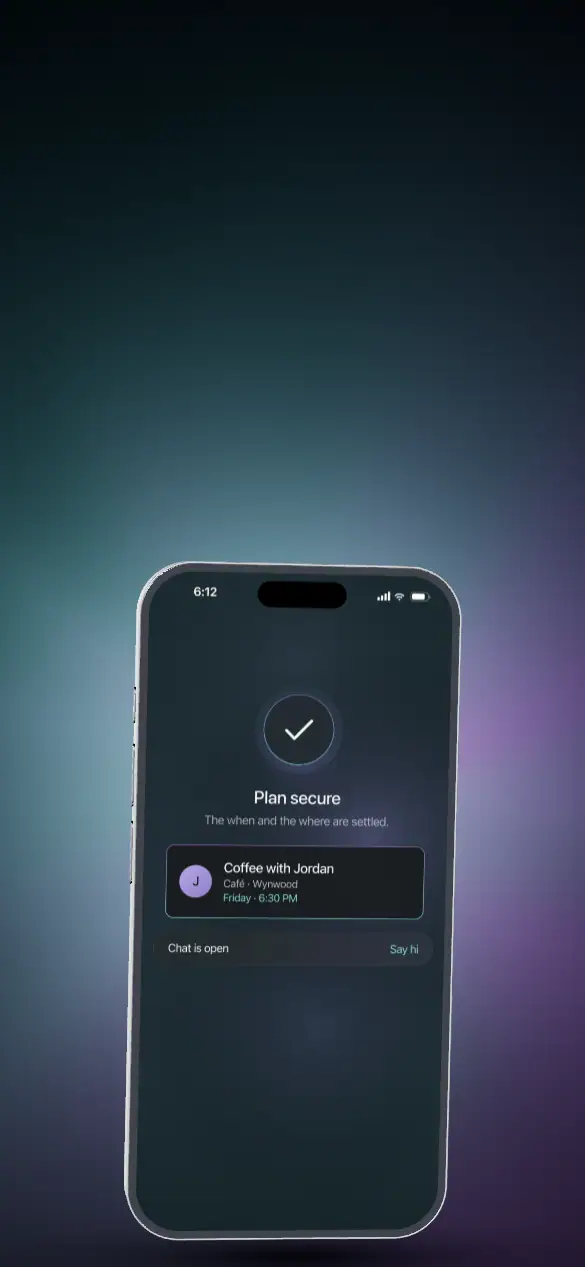 6:12
Plan secure
The when and the where are settled.
J
Coffee with Jordan
Café · Wynwood
Friday · 6:30 PM
Chat is open
Say hi